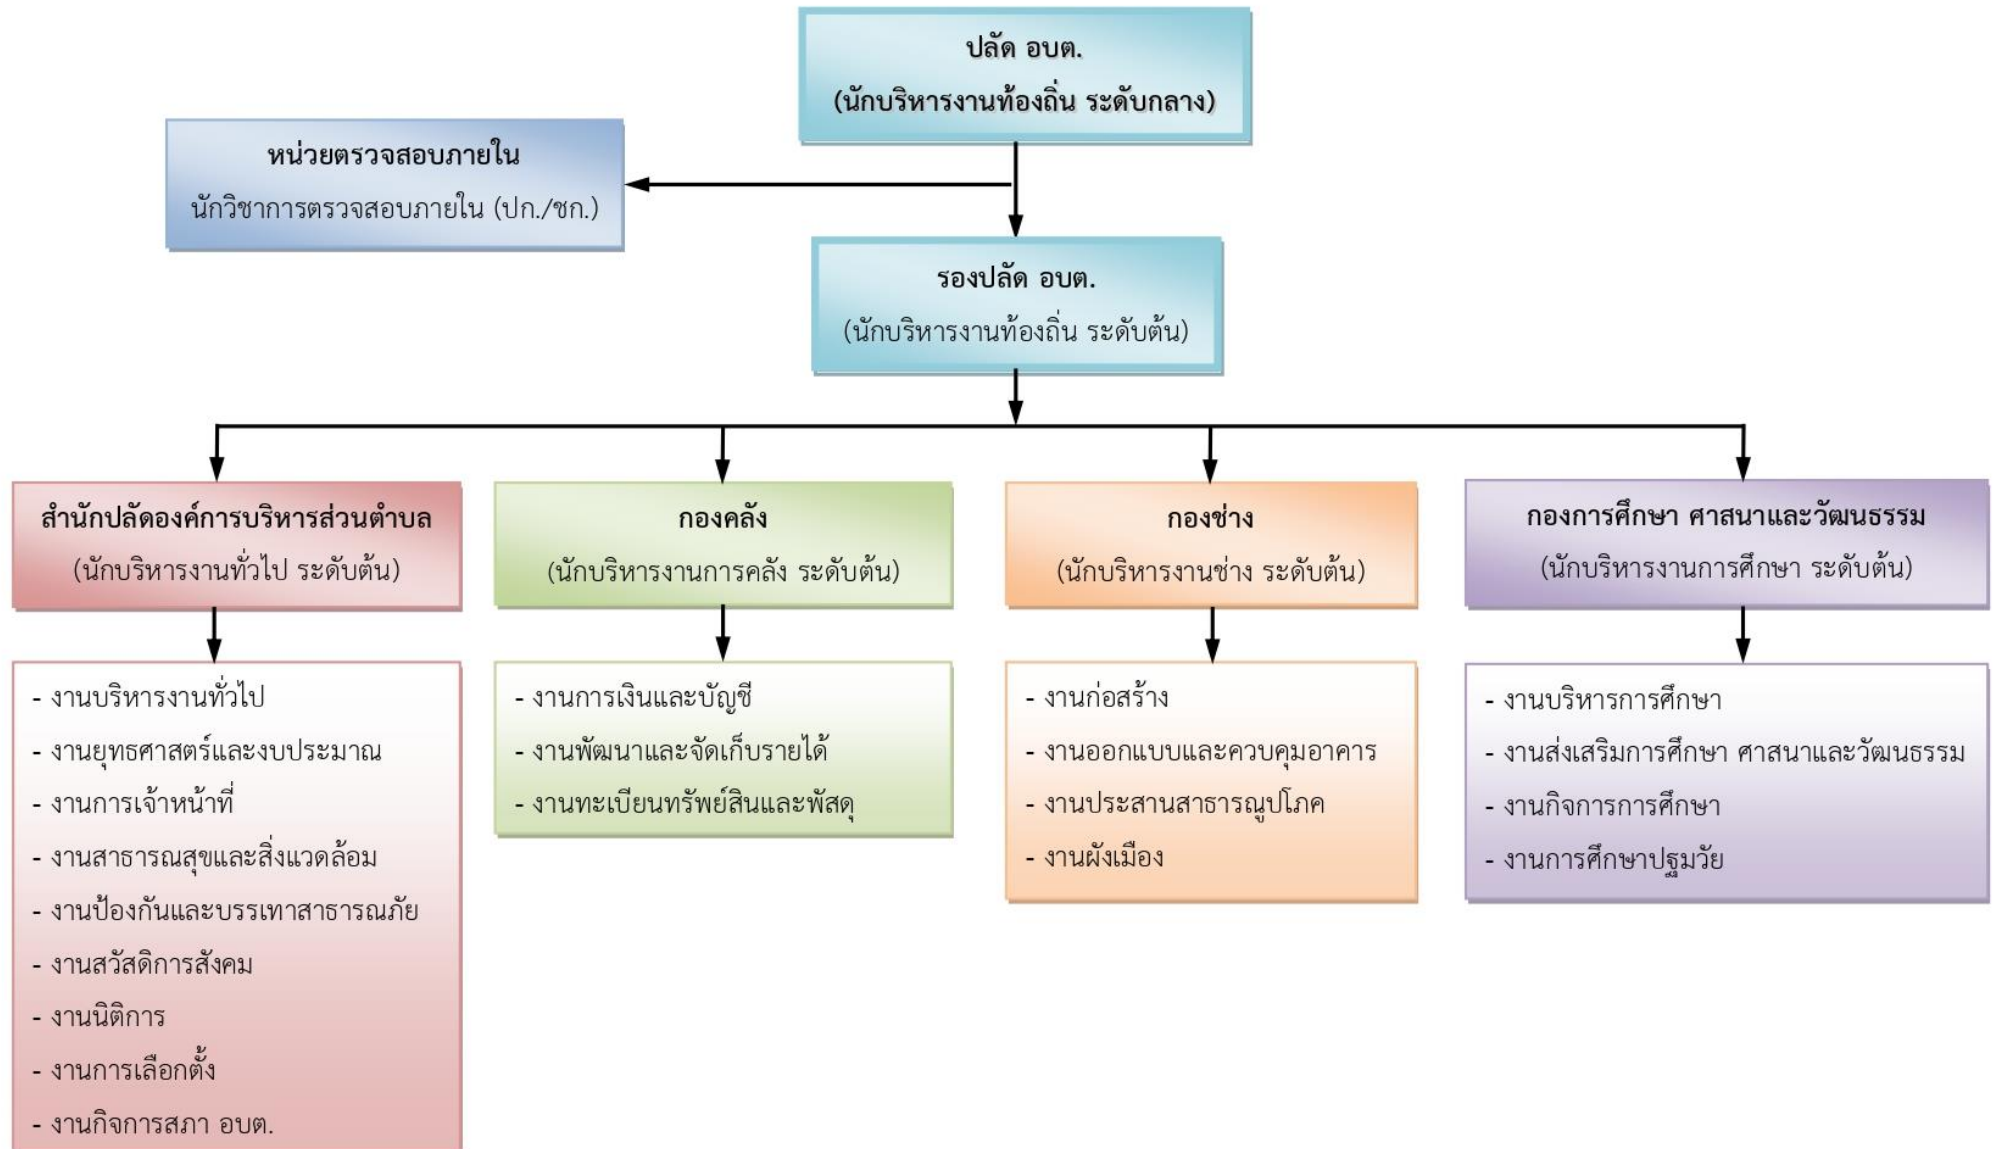 ปลัด อบต.
(นักบริหารงานท้องถิ่น ระดับกลาง)
หน่วยตรวจสอบภายใน
นักวิชาการตรวจสอบภายใน (ปก./ชก.)
รองปลัด อบต.
(นักบริหารงานท้องถิ่น ระดับต้น)
สำนักปลัดองค์การบริหารส่วนตำบล
(นักบริหารงานทั่วไป ระดับต้น)
- งานบริหารงานทั่วไป
- งานยุทธศาสตร์และงบประมาณ
- งานการเจ้าหน้าที่
- งานสาธารณสุขและสิ่งแวดล้อม
- งานป้องกันและบรรเทาสาธารณภัย
- งานสวัสดิการสังคม
- งานนิติการ
- งานการเลือกตั้ง
- งานกิจการสภา อบต.
กองคลัง
(นักบริหารงานการคลัง ระดับต้น)
- งานการเงินและบัญชี
- งานพัฒนาและจัดเก็บรายได้
- งานทะเบียนทรัพย์สินและพัสดุ
กองช่าง
(นักบริหารงานช่าง ระดับต้น)
- งานก่อสร้าง
- งานออกแบบและควบคุมอาคาร
- งานประสานสาธารณูปโภค
- งานผังเมือง
กองการศึกษา ศาสนาและวัฒนธรรม
(นักบริหารงานการศึกษา ระดับต้น)
- งานบริหารการศึกษา
- งานส่งเสริมการศึกษา ศาสนาและวัฒนธรรม
- งานกิจการการศึกษา
- งานการศึกษาปฐมวัย